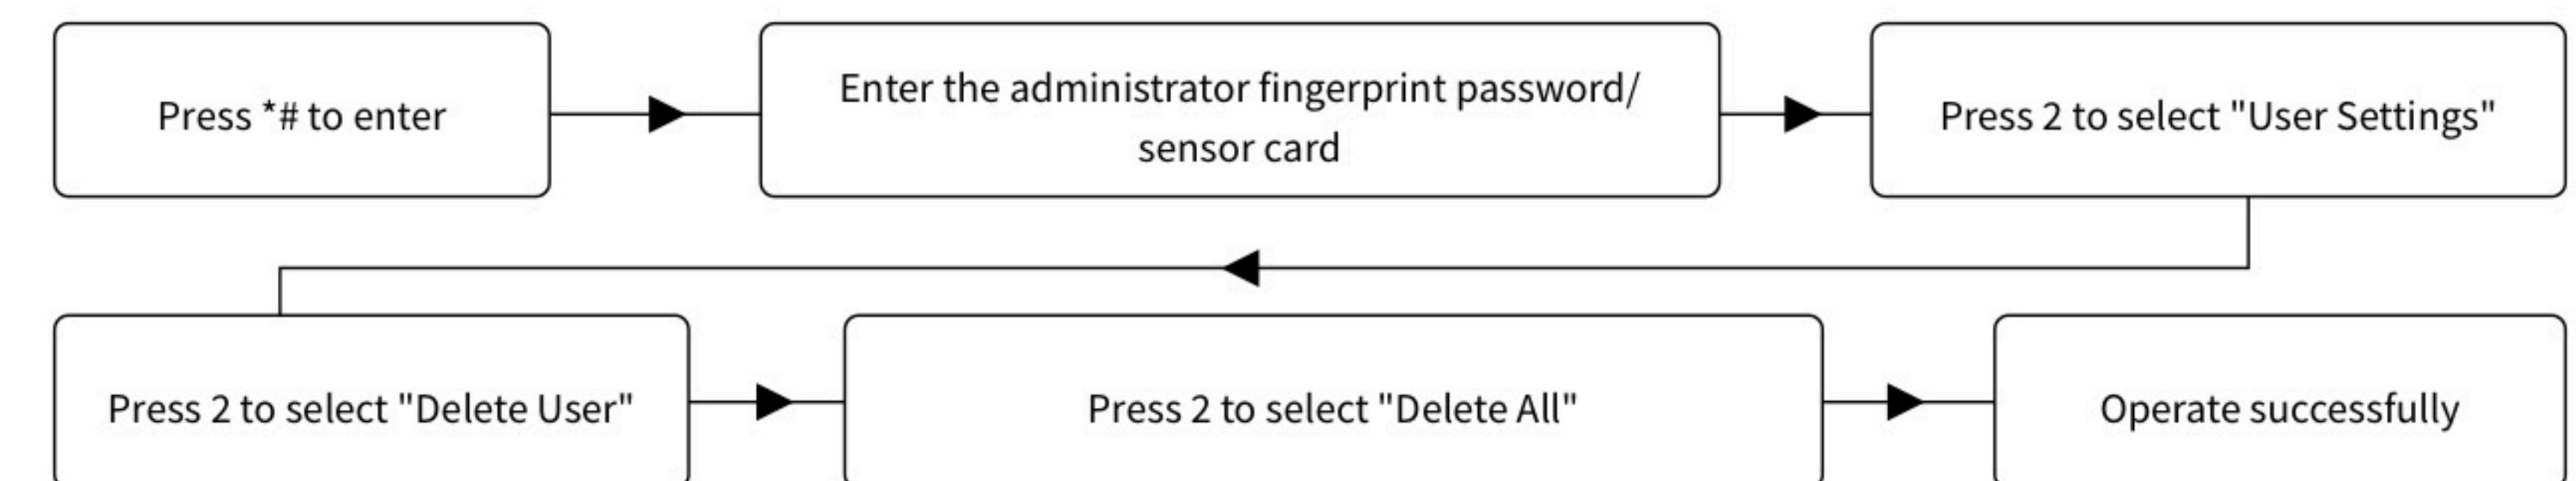 Press *# to enter
Enter the administrator fingerprint password/
sensor card
Press 2 to select "User Settings"
Press 2 to select "Delete User"
Press 2 to select "Delete All"
Operate successfully